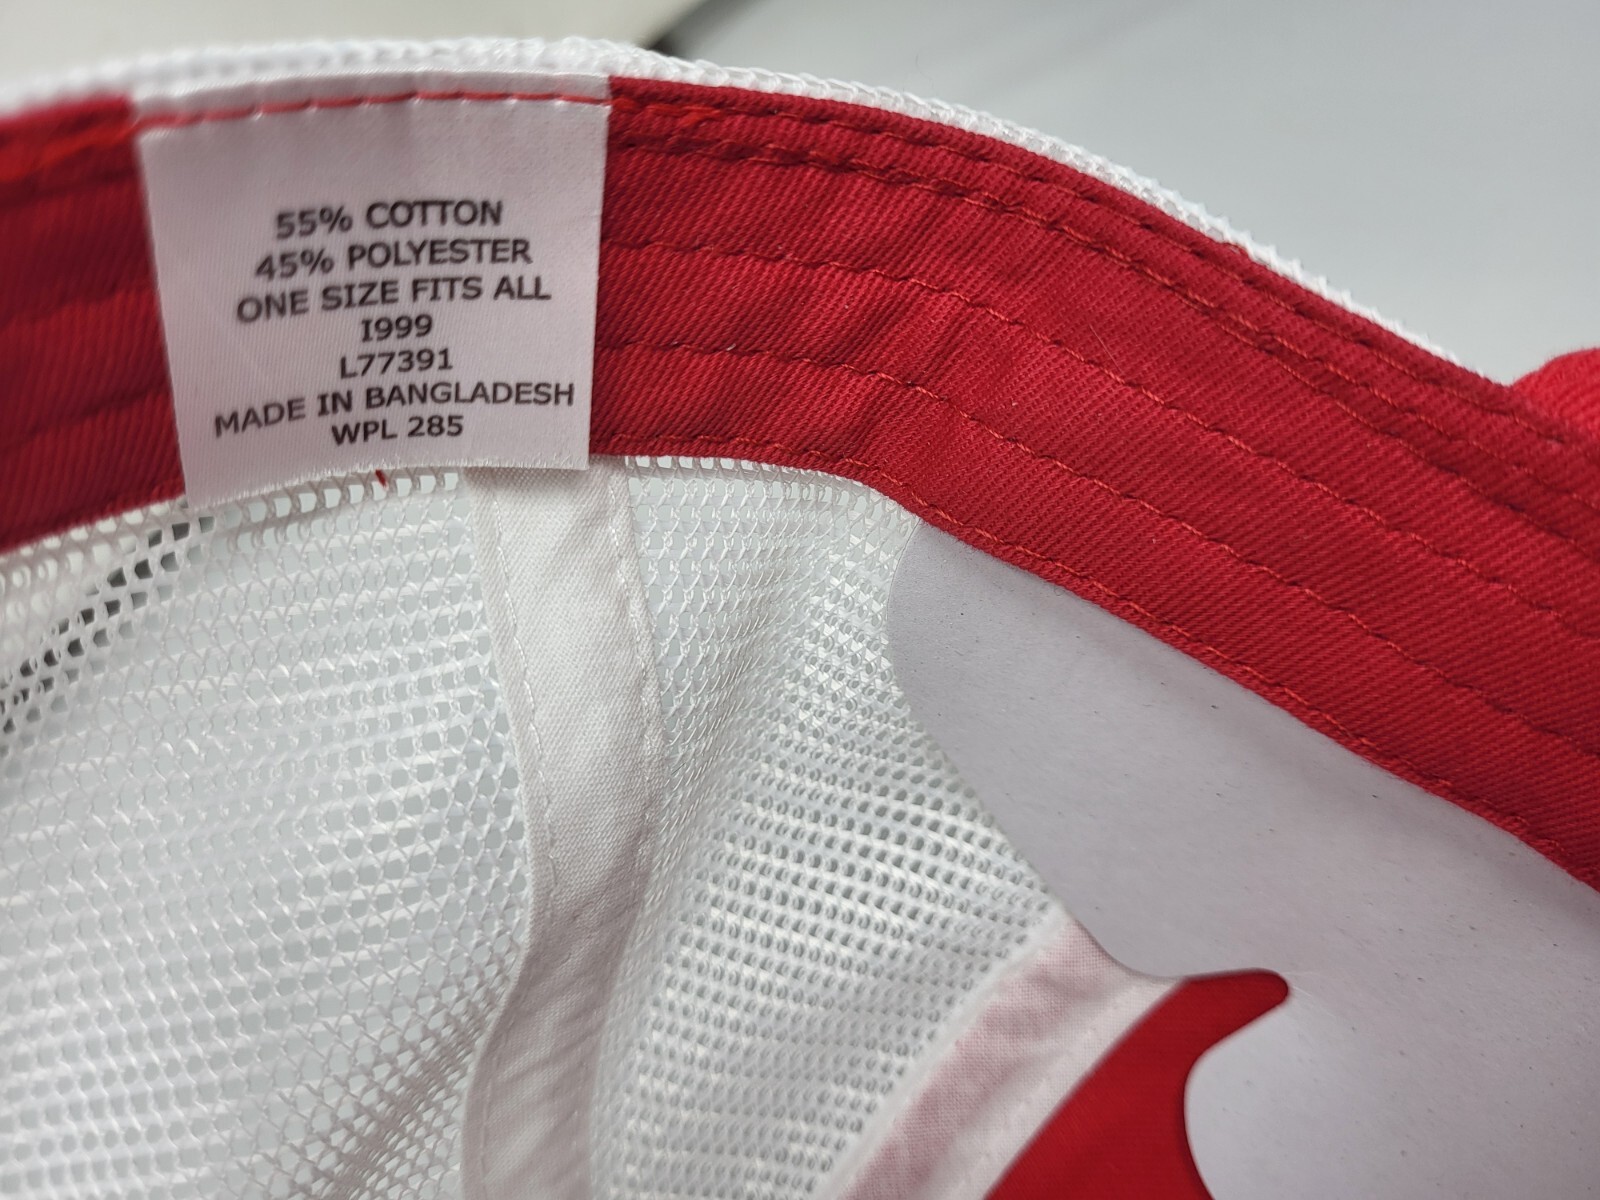 55% COTTON
45% POLYESTER
ONE SIZE FITS ALL
I999
L77391
MADE IN BANGLADESH
WPL 285